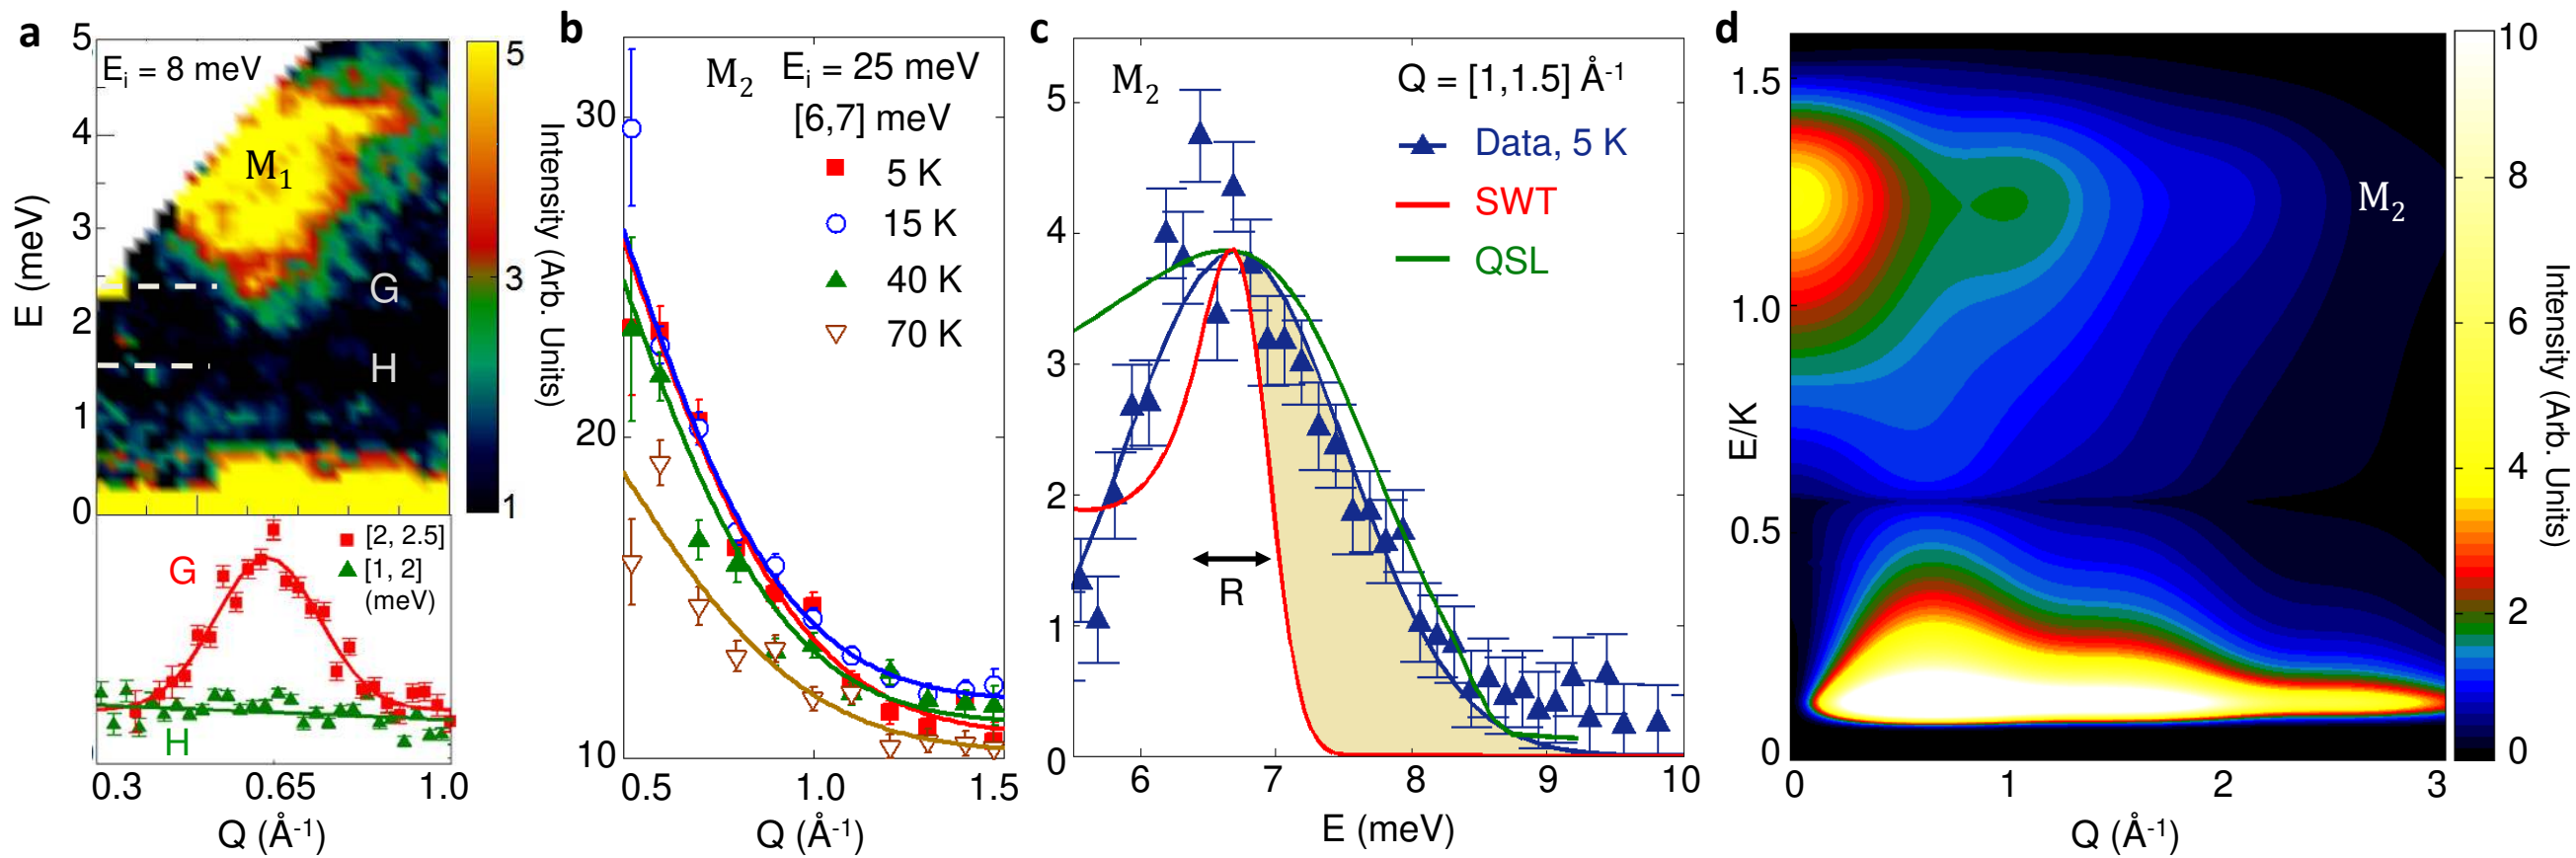 a
5
4
3
2
1
0
E (meV)
E_i = 8 meV
M_1
G
H
5
3
1
Intensity (Arb. Units)
G
H
[2, 2.5]
[1, 2]
(meV)
0.3
0.65
1.0
Q (Å⁻¹)
b
30
20
10
M_2
E_i = 25 meV
[6,7] meV
5 K
15 K
40 K
70 K
0.5
1.0
1.5
Q (Å⁻¹)
c
5
4
3
2
1
0
M_2
Q = [1,1.5] Å⁻¹
Data, 5 K
SWT
QSL
R
6
7
8
9
10
E (meV)
d
1.5
1.0
0.5
0
E/K
M_2
0
1
2
3
Q (Å⁻¹)
10
8
6
4
2
0
Intensity (Arb. Units)